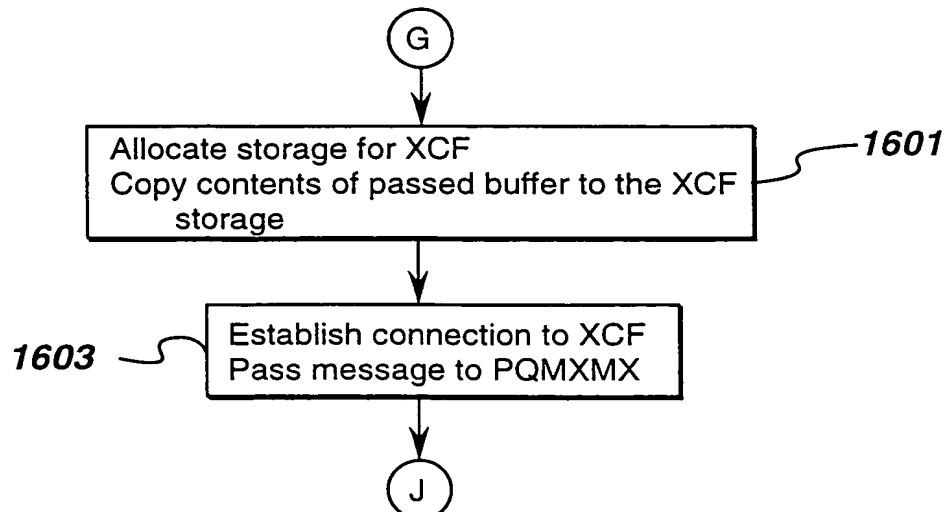 G
Allocate storage for XCF
Copy contents of passed buffer to the XCF
storage
1601
Establish connection to XCF
Pass message to PQMXMX
1603
J